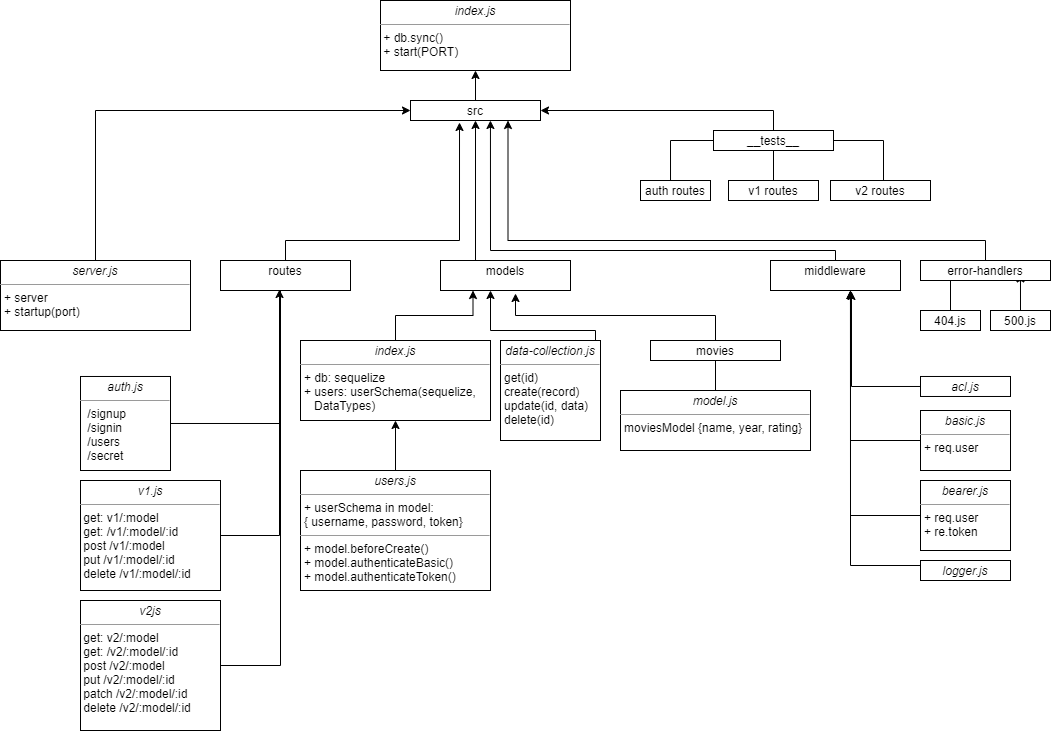 index.js
+ db.sync()
+ start(PORT)
src
__tests__
auth routes
v1 routes
v2 routes
server.js
+ server
+ startup(port)
routes
models
middleware
error-handlers
404.js
500.js
index.js
+ db: sequelize
+ users: userSchema(sequelize,
DataTypes)
data-collection.js
get(id)
create(record)
update(id, data)
delete(id)
movies
model.js
moviesModel {name, year, rating}
auth.js
/signup
/signin
/users
/secret
acl.js
basic.js
+ req.user
users.js
+ userSchema in model:
{ username, password, token}
+ model.beforeCreate()
+ model.authenticateBasic()
+ model.authenticateToken()
bearer.js
+ req.user
+ re.token
logger.js
v1.js
get: v1/:model
get: /v1/:model/:id
post /v1/:model
put /v1/:model/:id
delete /v1/:model/:id
v2js
get: v2/:model
get: /v2/:model/:id
post /v2/:model
put /v2/:model/:id
patch /v2/:model/:id
delete /v2/:model/:id